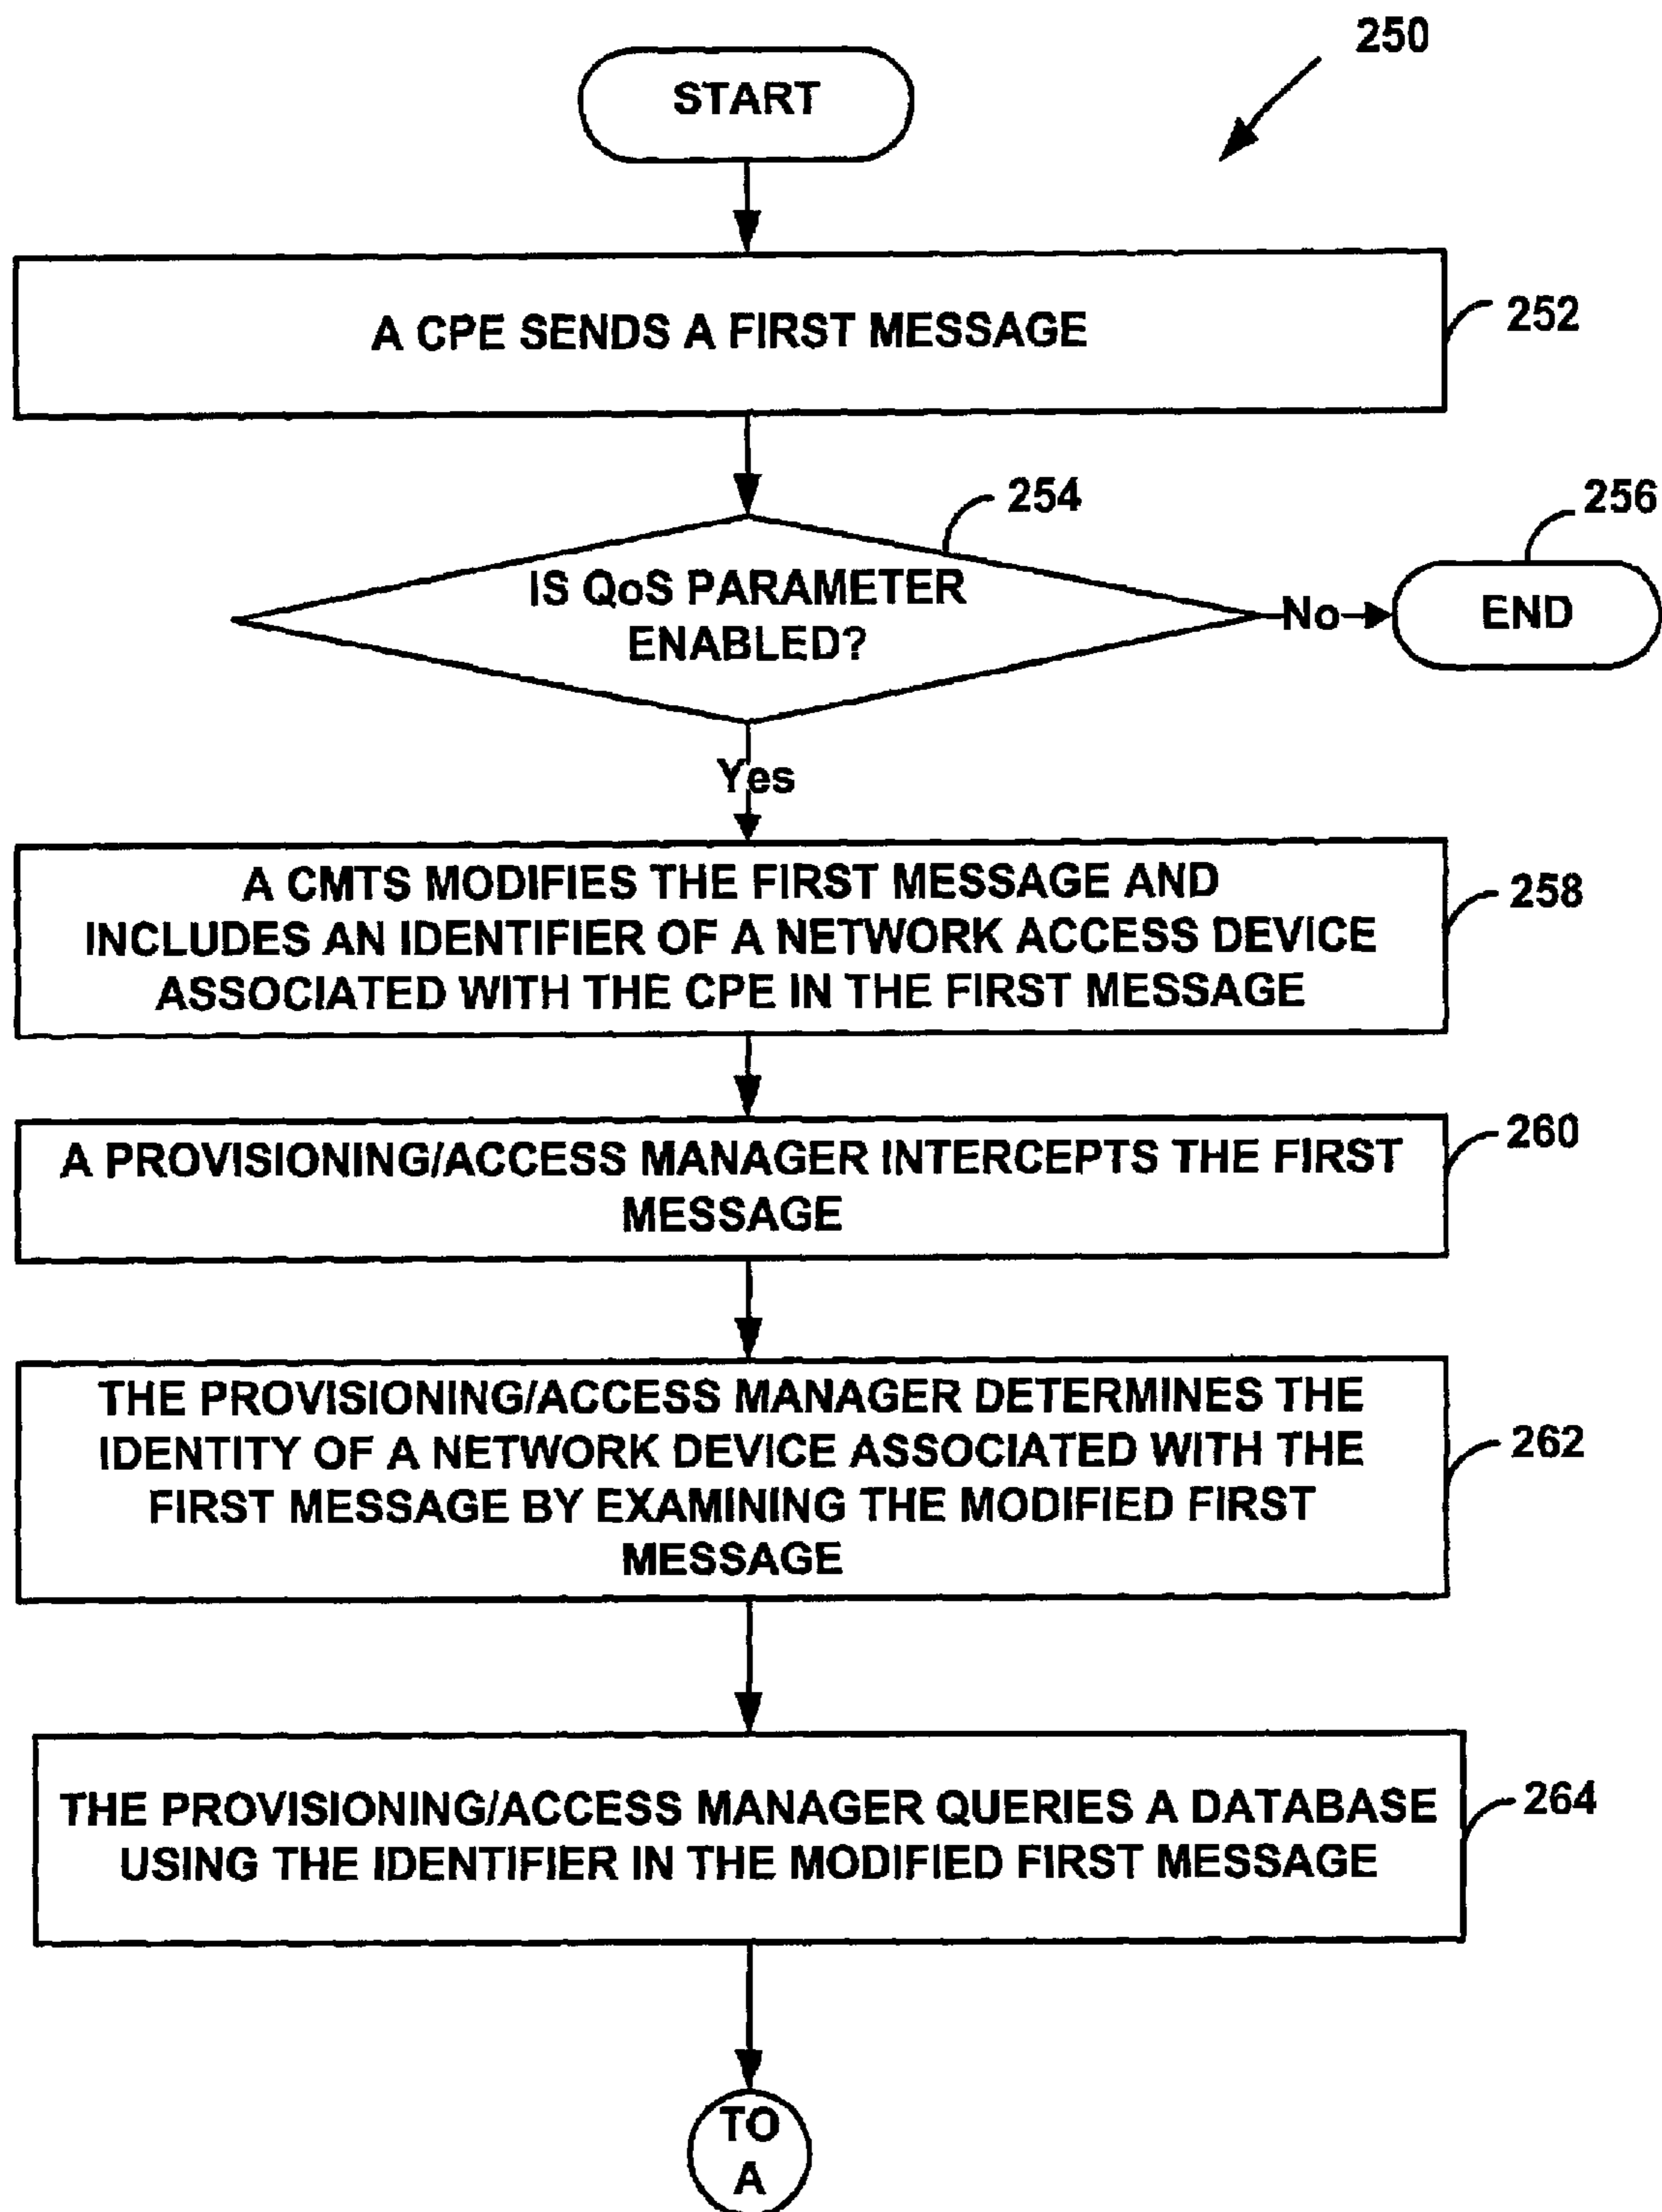 250
START
A CPE SENDS A FIRST MESSAGE
252
254
256
IS QoS PARAMETER
ENABLED?
No
END
Yes
A CMTS MODIFIES THE FIRST MESSAGE AND
INCLUDES AN IDENTIFIER OF A NETWORK ACCESS DEVICE
ASSOCIATED WITH THE CPE IN THE FIRST MESSAGE
258
A PROVISIONING/ACCESS MANAGER INTERCEPTS THE FIRST
MESSAGE
260
THE PROVISIONING/ACCESS MANAGER DETERMINES THE
IDENTITY OF A NETWORK DEVICE ASSOCIATED WITH THE
FIRST MESSAGE BY EXAMINING THE MODIFIED FIRST
MESSAGE
262
THE PROVISIONING/ACCESS MANAGER QUERIES A DATABASE
USING THE IDENTIFIER IN THE MODIFIED FIRST MESSAGE
264
TO
A